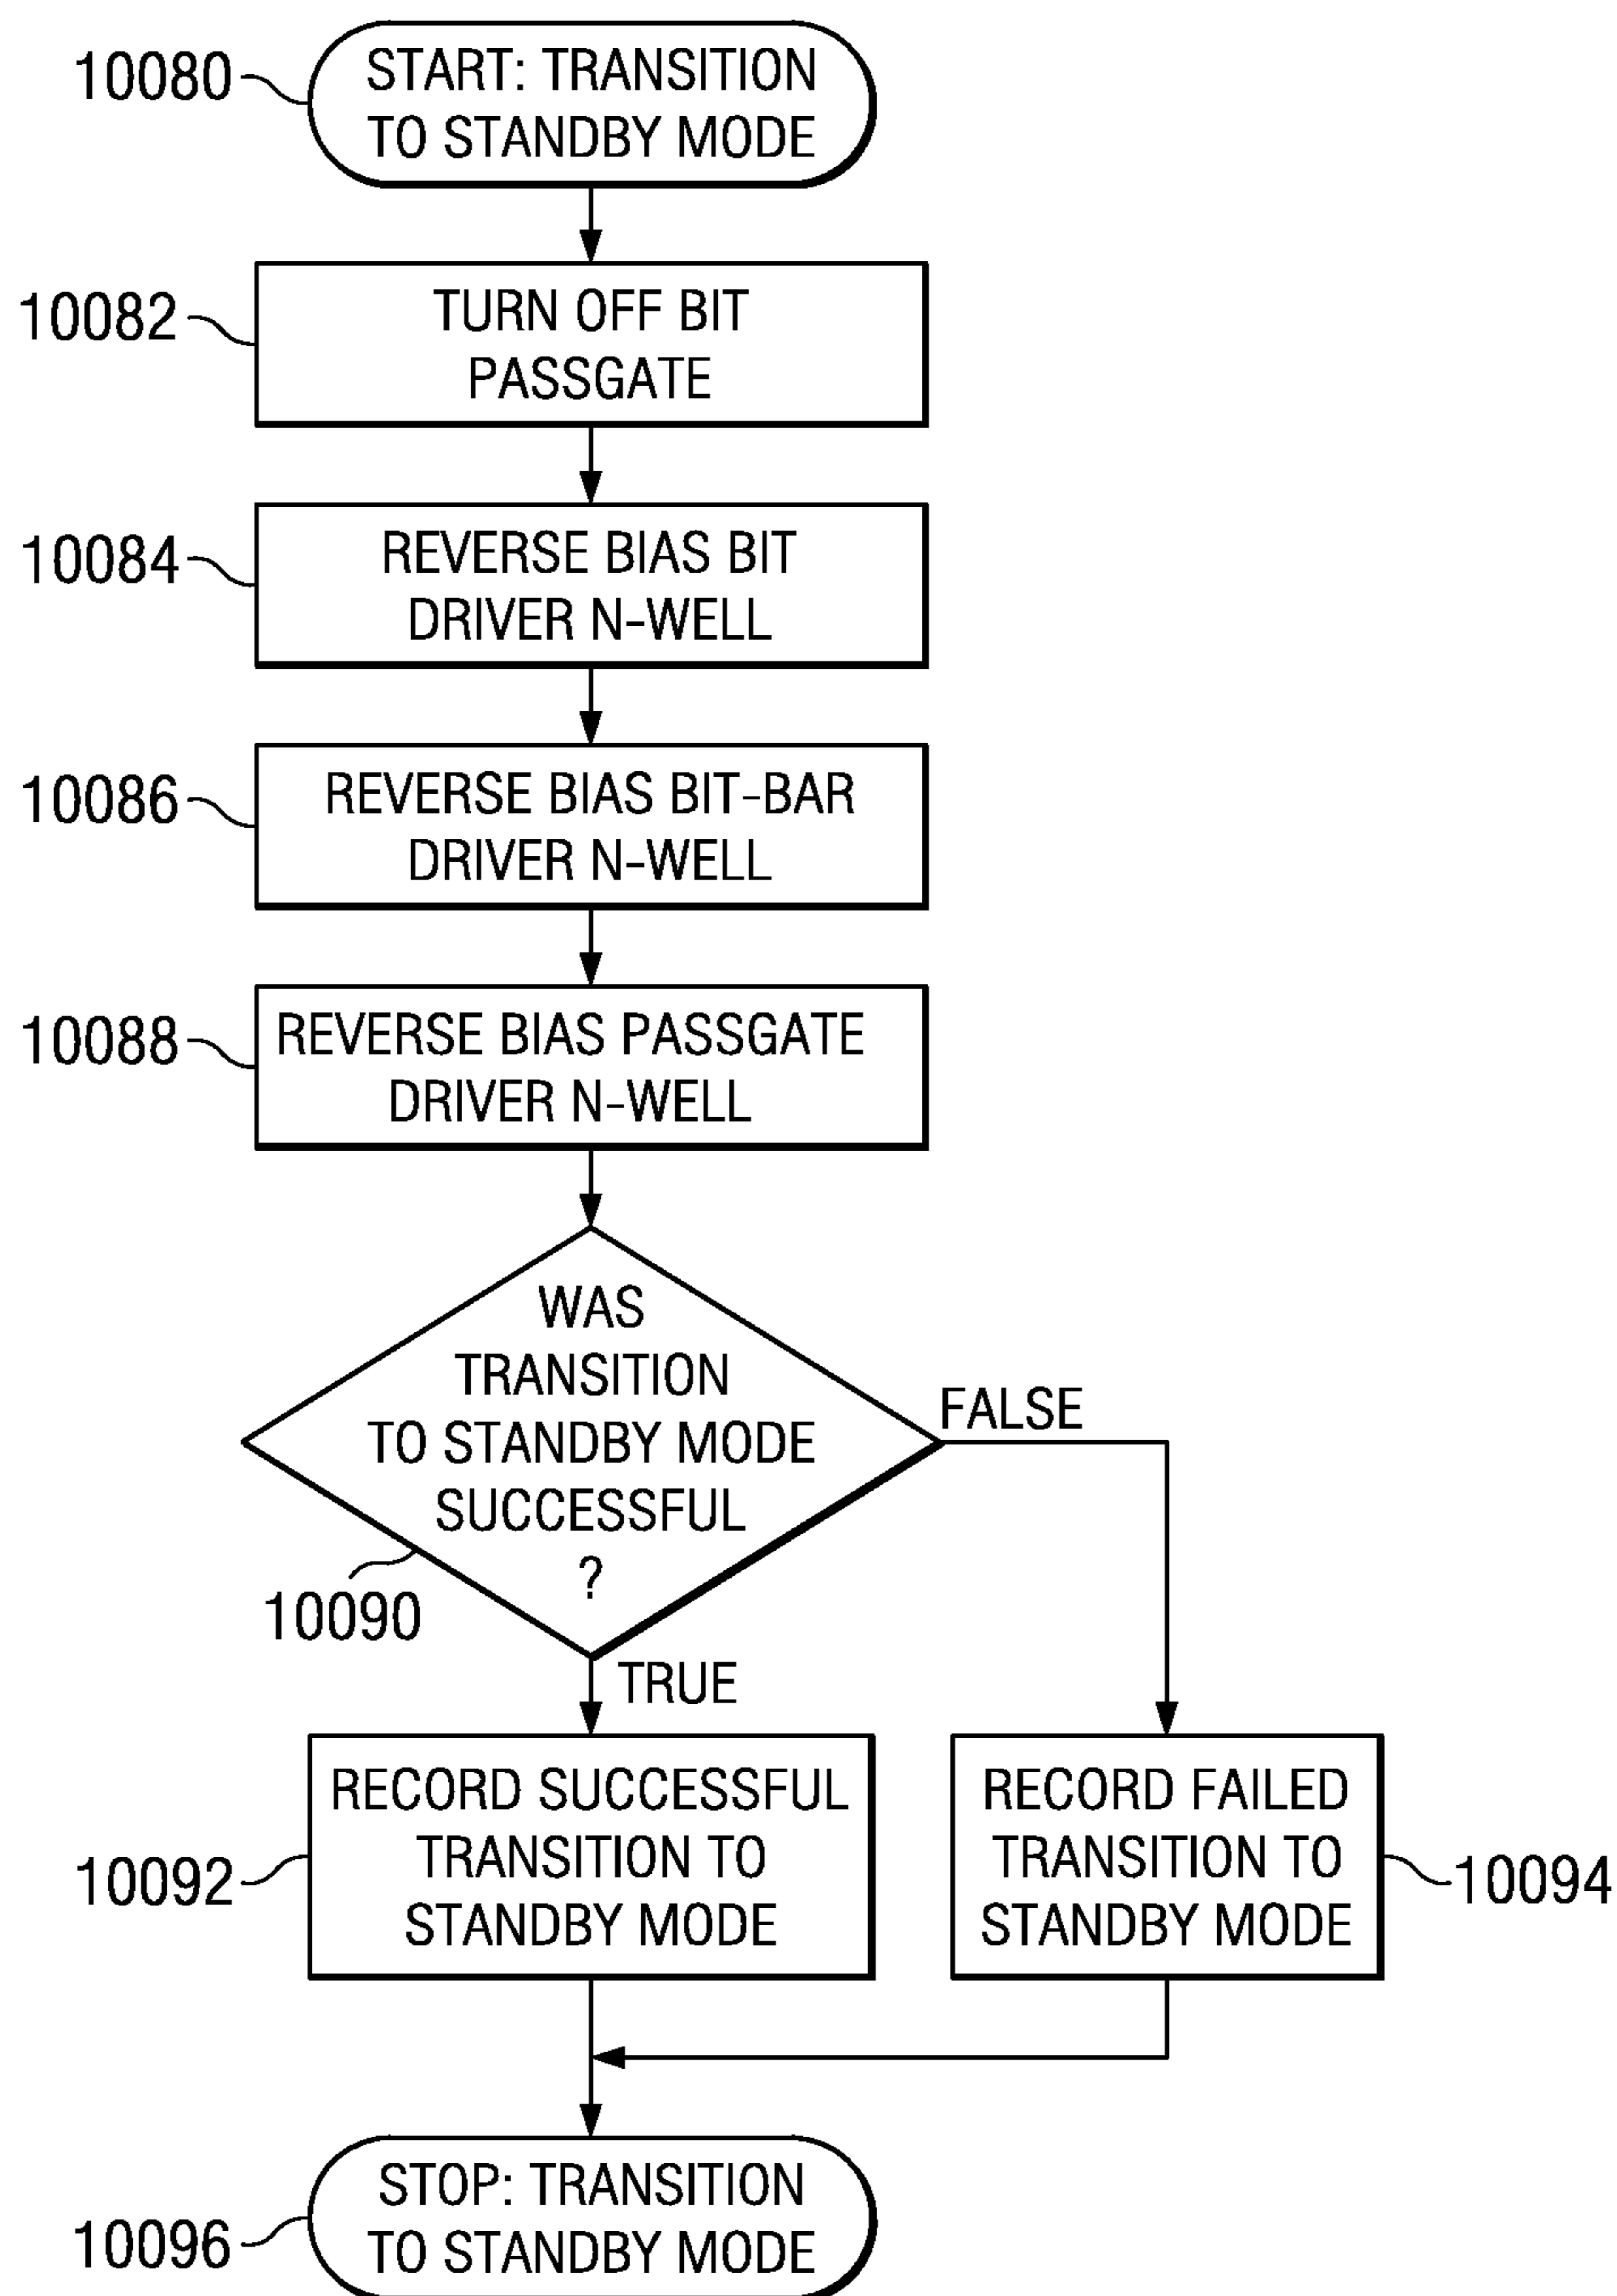 10080
START: TRANSITION
TO STANDBY MODE
10082
TURN OFF BIT
PASSGATE
10084
REVERSE BIAS BIT
DRIVER N-WELL
10086
REVERSE BIAS BIT-BAR
DRIVER N-WELL
10088
REVERSE BIAS PASSGATE
DRIVER N-WELL
WAS
TRANSITION
TO STANDBY MODE
SUCCESSFUL
?
10090
FALSE
TRUE
RECORD SUCCESSFUL
TRANSITION TO
STANDBY MODE
10092
RECORD FAILED
TRANSITION TO
STANDBY MODE
10094
STOP: TRANSITION
TO STANDBY MODE
10096